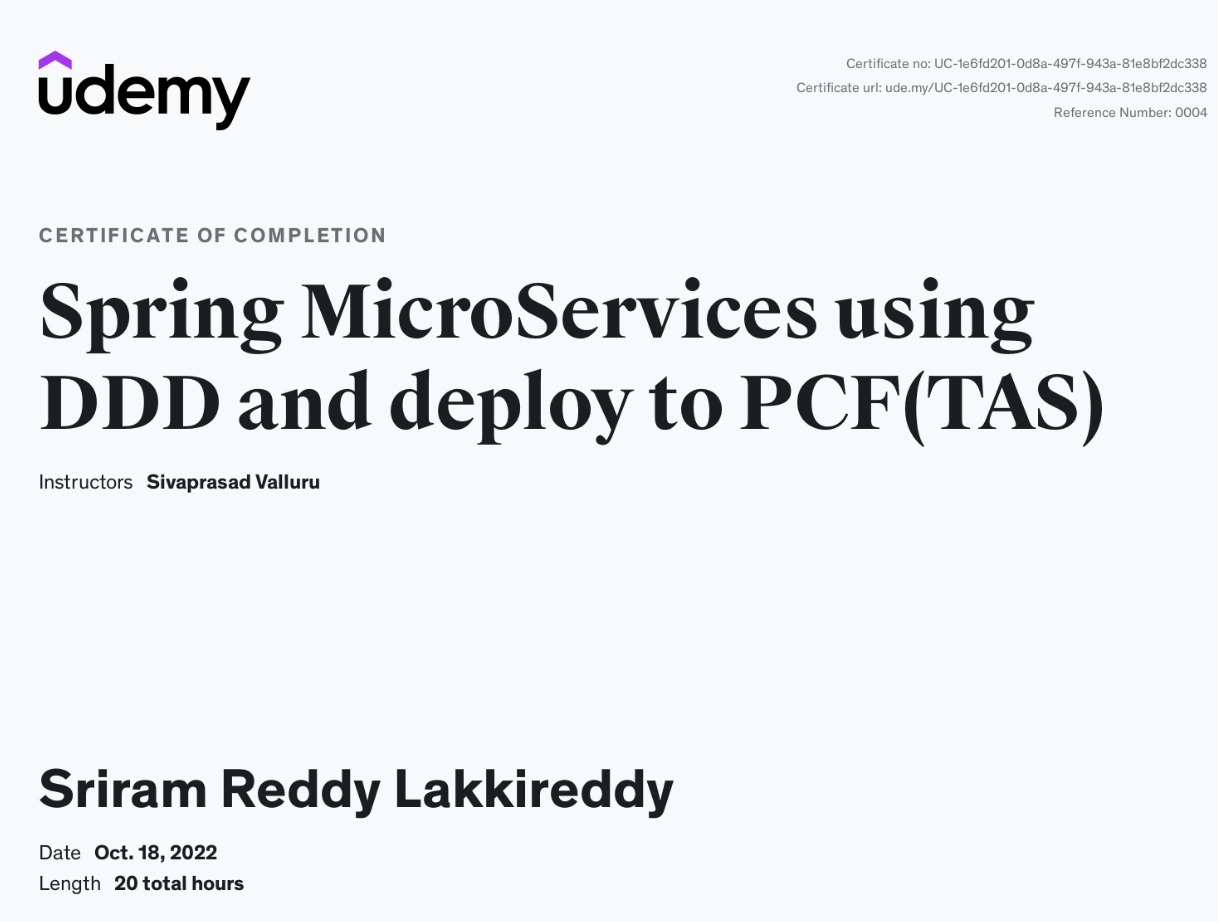 udemy
Certificate no: UC-1e6fd201-0d8a-497f-943a-81e8bf2dc338
Certificate url: ude.my/UC-1e6fd201-0d8a-497f-943a-81e8bf2dc338
Reference Number: 0004
CERTIFICATE OF COMPLETION
Spring MicroServices using
DDD and deploy to PCF(TAS)
Instructors Sivaprasad Valluru
Sriram Reddy Lakkireddy
Date Oct. 18, 2022
Length 20 total hours